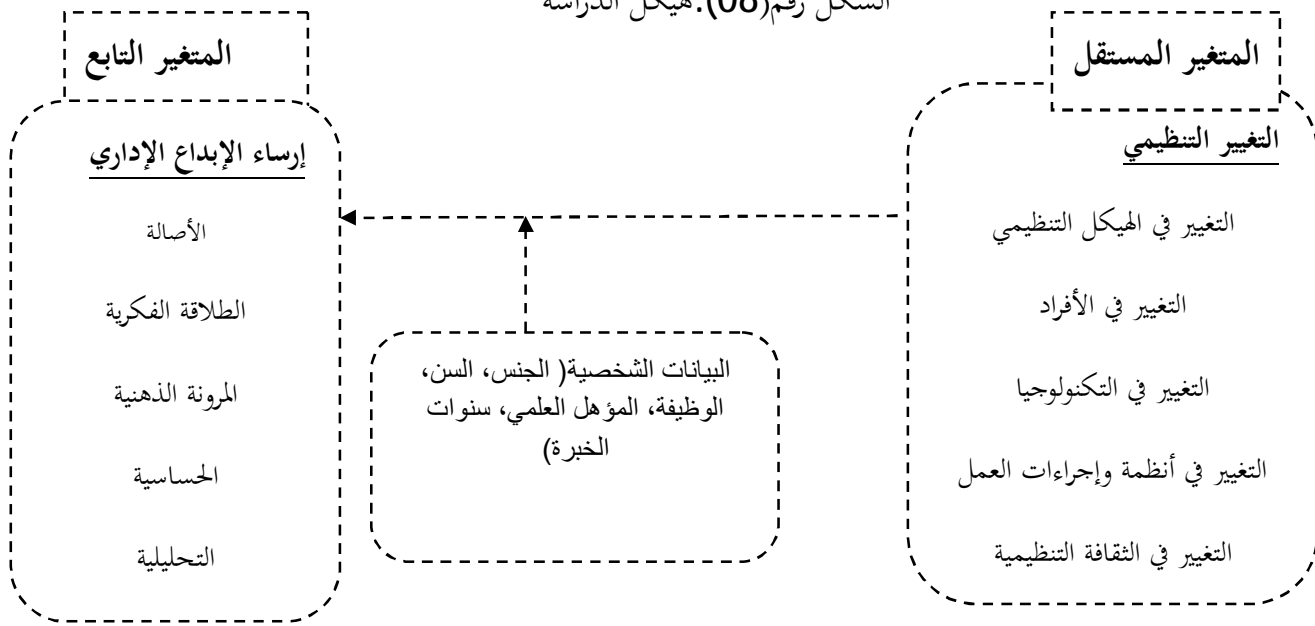 الشكل رقم(08).هيكل الدراسة
المتغير المستقل
التغيير التنظيمي
التغيير في الهيكل التنظيمي
التغيير في الأفراد
التغيير في التكنولوجيا
التغيير في أنظمة وإجراءات العمل
التغيير في الثقافة التنظيمية
البيانات الشخصية( الجنس، السن،
الوظيفة، المؤهل العلمي، سنوات
الخبرة)
المتغير التابع
إرساء الإبداع الإداري
الأصالة
الطلاقة الفكرية
المرونة الذهنية
الحساسية
التحليلية